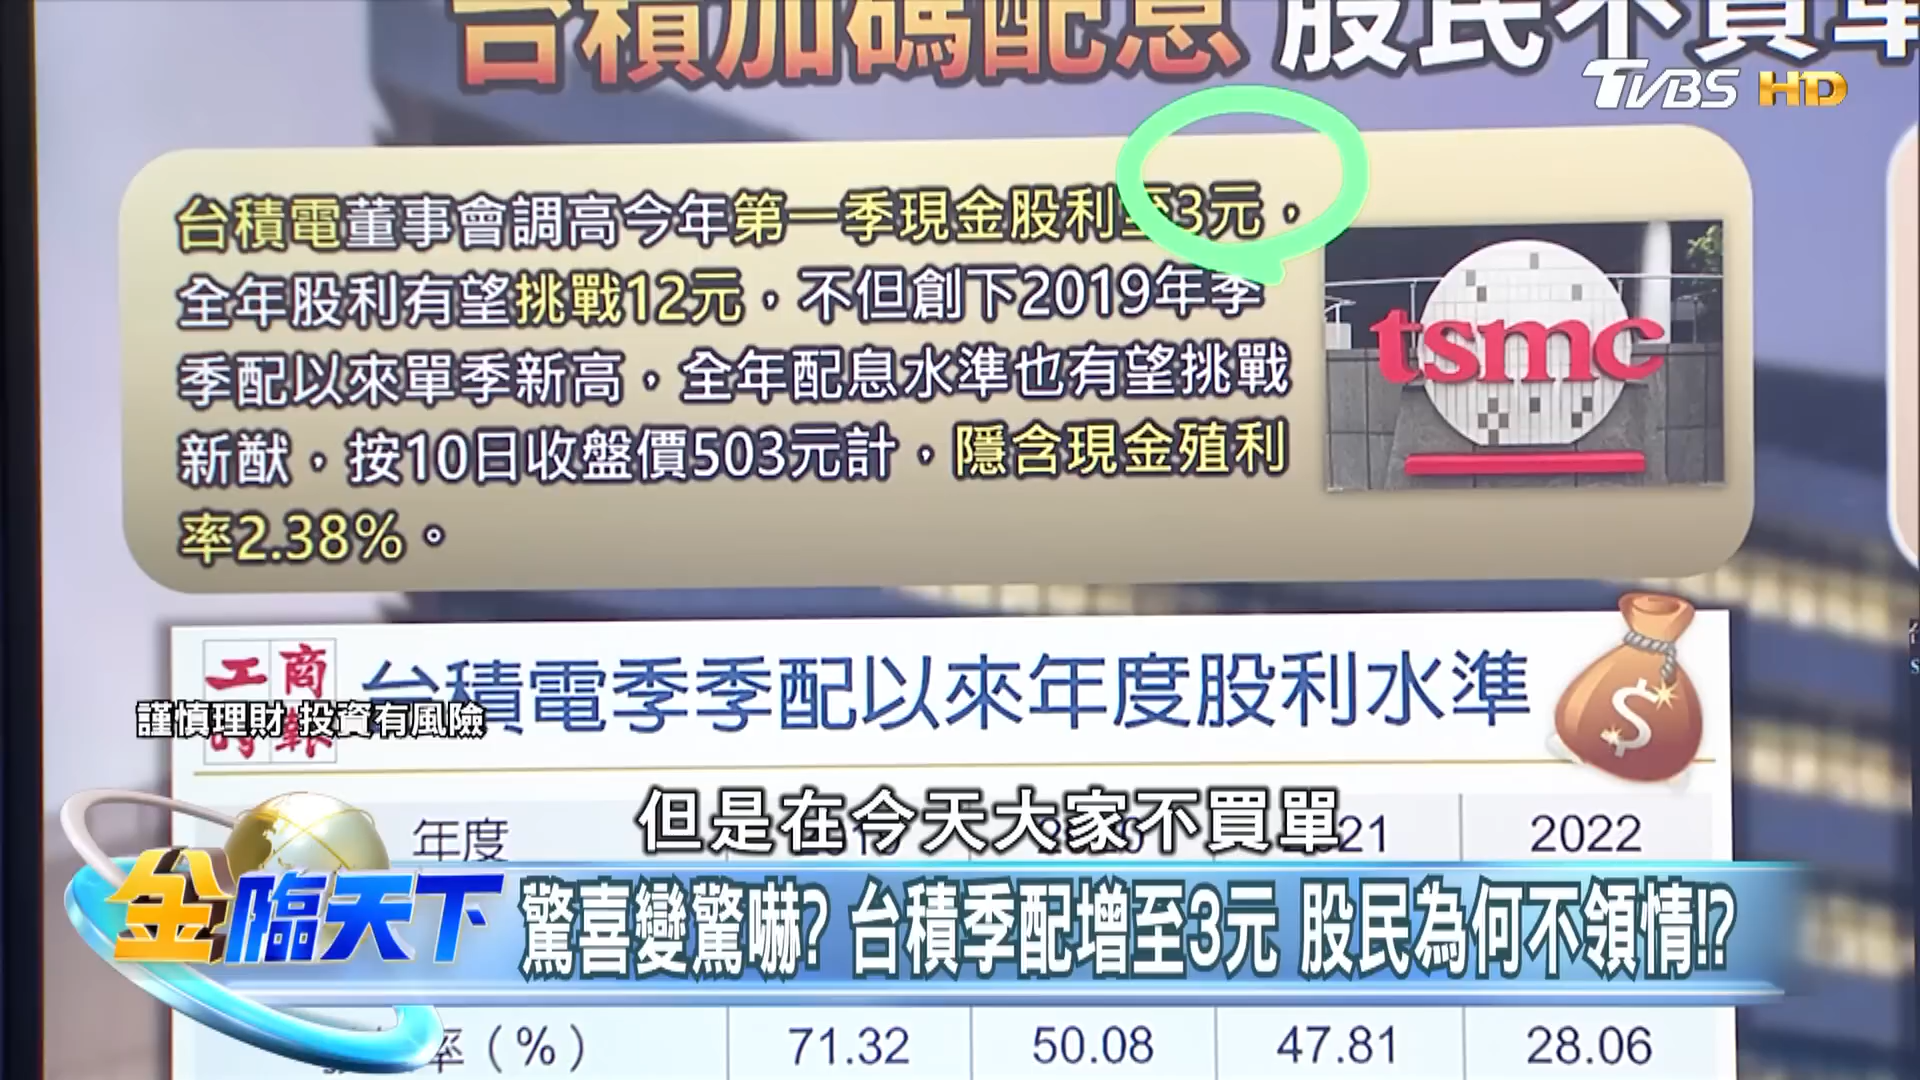 台積加碼配息 股民不買單
TVBS HD
台積電董事會調高今年第一季現金股利至3元，
全年股利有望挑戰12元，不但創下2019年季
季配以來單季新高，全年配息水準也有望挑戰
新猷，按10日收盤價503元計，隱含現金殖利
率2.38%。
tsmc
工商時報
台積電季季配以來年度股利水準
謹慎理財 投資有風險
年度 2022
但是在今天大家不買單
金臨天下
驚喜變驚嚇? 台積季配增至3元 股民為何不領情!?
率（%） 71.32 50.08 47.81 28.06